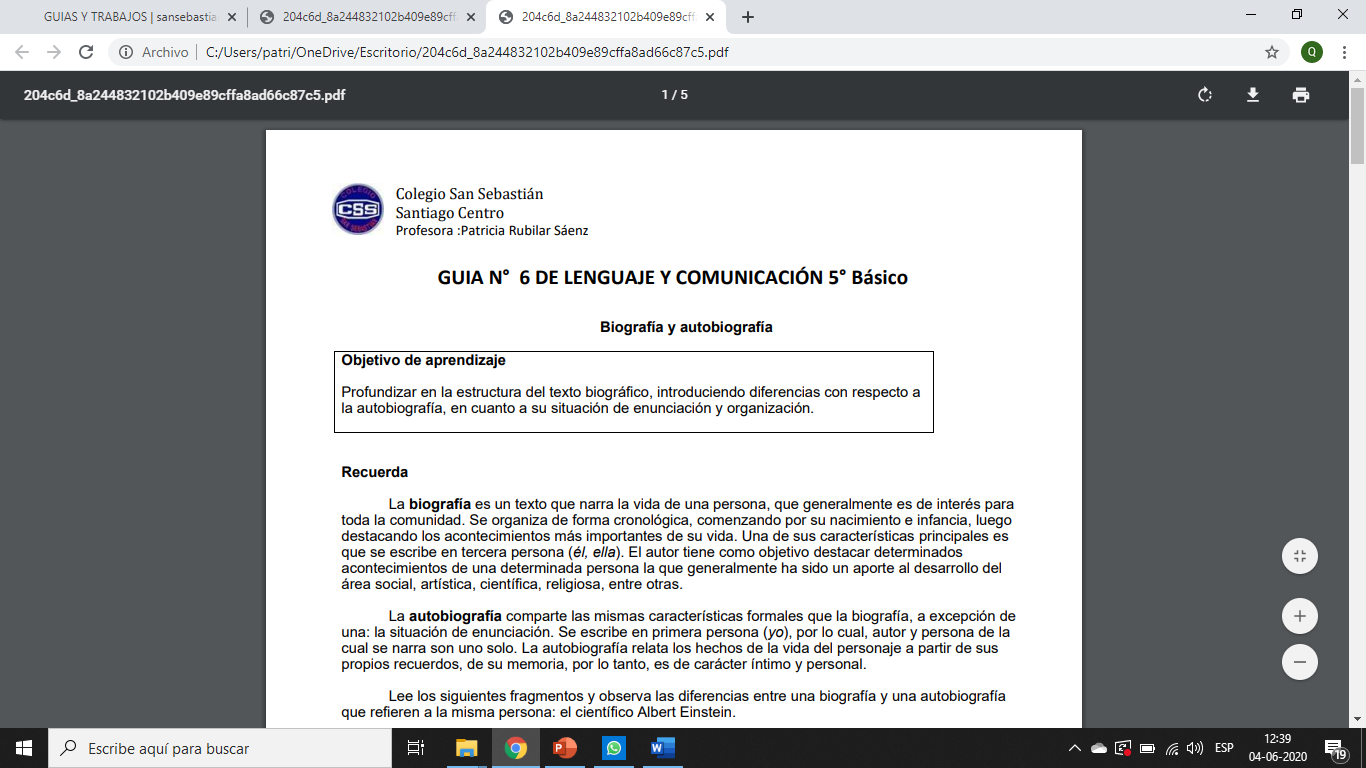 GUIAS Y TRABAJOS | sansebastia
204c6d_8a244832102b409e89cff
204c6d_8a244832102b409e89cff
Archivo
C:/Users/patri/OneDrive/Escritorio/204c6d_8a244832102b409e89cffa8ad66c87c5.pdf
Q
204c6d_8a244832102b409e89cffa8ad66c87c5.pdf
1 / 5
COLEGIO
CSS
SAN SEBASTIAN
Colegio San Sebastián
Santiago Centro
Profesora :Patricia Rubilar Sáenz
GUIA N° 6 DE LENGUAJE Y COMUNICACIÓN 5° Básico
Biografía y autobiografía
Objetivo de aprendizaje
Profundizar en la estructura del texto biográfico, introduciendo diferencias con respecto a
la autobiografía, en cuanto a su situación de enunciación y organización.
Recuerda
La biografía es un texto que narra la vida de una persona, que generalmente es de interés para
toda la comunidad. Se organiza de forma cronológica, comenzando por su nacimiento e infancia, luego
destacando los acontecimientos más importantes de su vida. Una de sus características principales es
que se escribe en tercera persona (él, ella). El autor tiene como objetivo destacar determinados
acontecimientos de una determinada persona la que generalmente ha sido un aporte al desarrollo del
área social, artística, científica, religiosa, entre otras.
La autobiografía comparte las mismas características formales que la biografía, a excepción de
una: la situación de enunciación. Se escribe en primera persona (yo), por lo cual, autor y persona de la
cual se narra son uno solo. La autobiografía relata los hechos de la vida del personaje a partir de sus
propios recuerdos, de su memoria, por lo tanto, es de carácter íntimo y personal.
Lee los siguientes fragmentos y observa las diferencias entre una biografía y una autobiografía
que refieren a la misma persona: el científico Albert Einstein.
Escribe aquí para buscar
ESP
12:39
04-06-2020
19